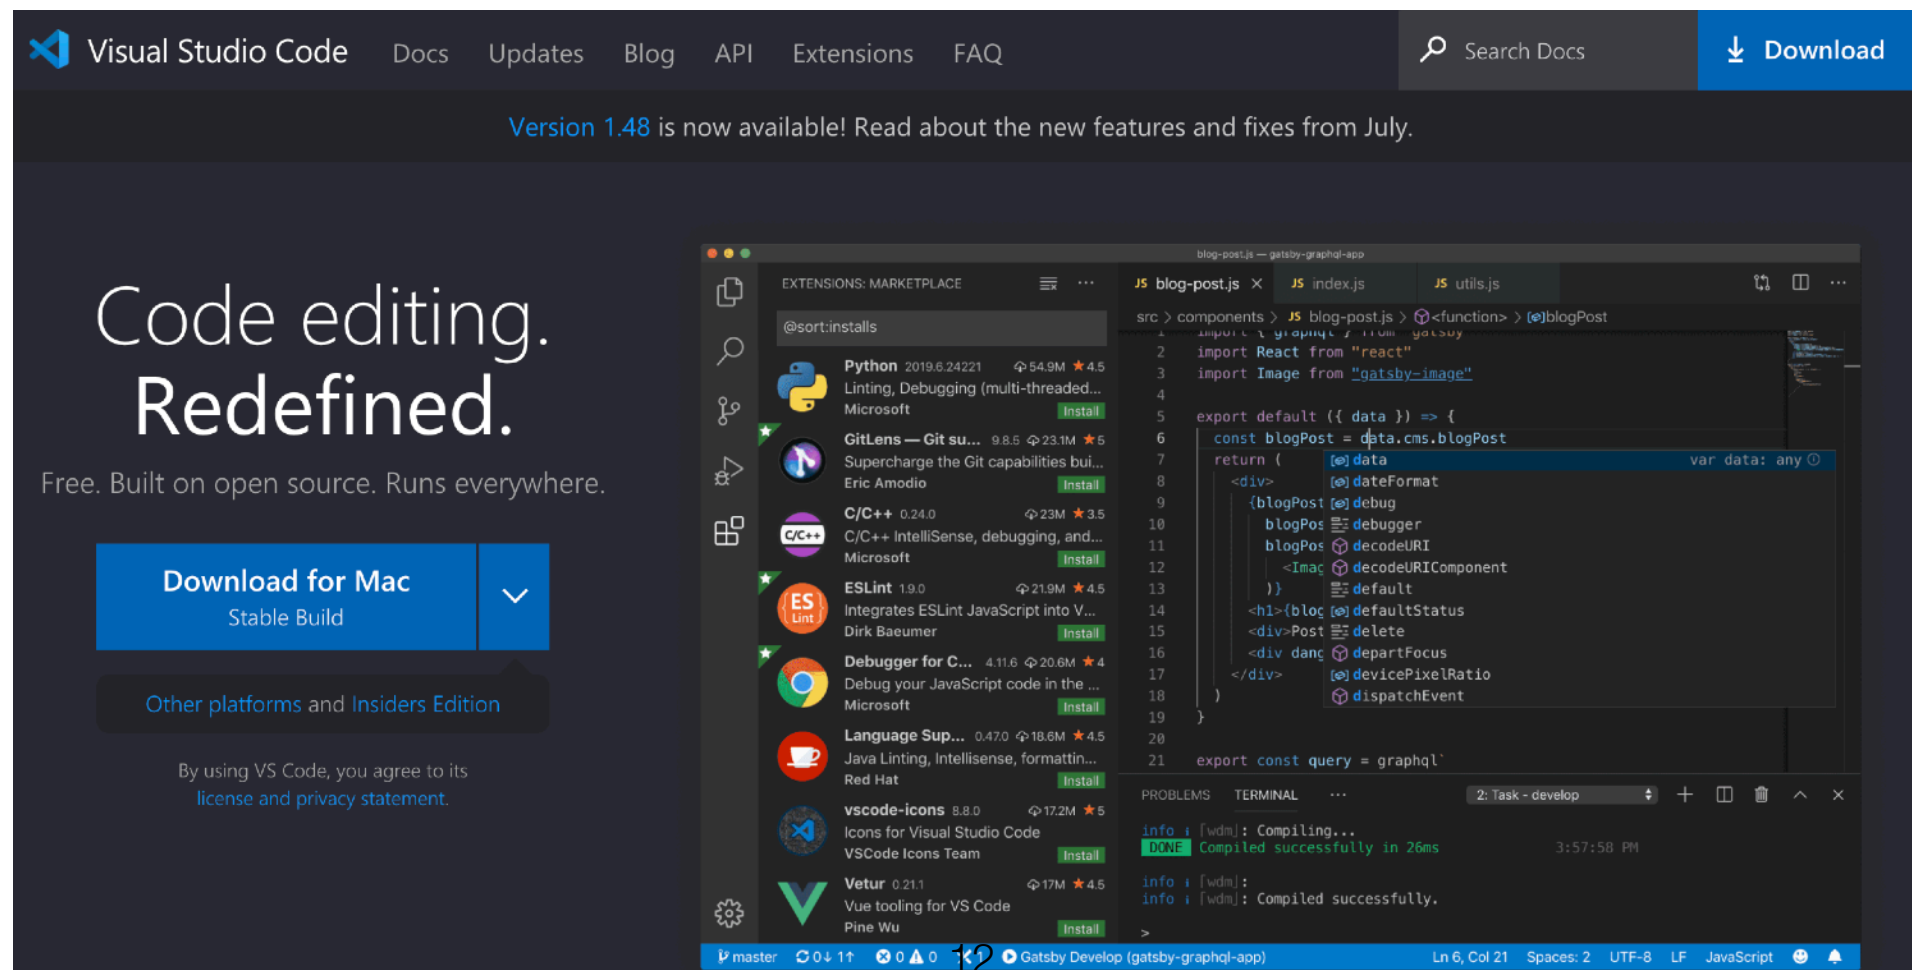 Visual Studio Code Docs Updates Blog API Extensions FAQ Search Docs Download
Version 1.48 is now available! Read about the new features and fixes from July.
Code editing.
Redefined.
Free. Built on open source. Runs everywhere.
Download for Mac
Stable Build
Other platforms and Insiders Edition
By using VS Code, you agree to its
license and privacy statement.
blog-post.js — gatsby-graphql-app
EXTENSIONS: MARKETPLACE
@sort:installs
Python 2019.6.24221 54.9M 4.5
Linting, Debugging (multi-threaded...
Microsoft Install
GitLens — Git su... 9.8.5 23.1M 5
Supercharge the Git capabilities bui...
Eric Amodio Install
C/C++
C/C++ 0.24.0 23M 3.5
C/C++ IntelliSense, debugging, and...
Microsoft Install
ES
Lint
ESLint 1.9.0 21.9M 4.5
Integrates ESLint JavaScript into V...
Dirk Baeumer Install
Debugger for C... 4.11.6 20.6M 4
Debug your JavaScript code in the ...
Microsoft Install
Language Sup... 0.47.0 18.6M 4.5
Java Linting, Intellisense, formattin...
Red Hat Install
vscode-icons 8.8.0 17.2M 5
Icons for Visual Studio Code
VSCode Icons Team Install
Vetur 0.21.1 17M 4.5
Vue tooling for VS Code
Pine Wu Install
JS blog-post.js JS index.js JS utils.js
src > components > JS blog-post.js > <function> > blogPost
1 import { graphql } from "gatsby
2 import React from "react"
3 import Image from "gatsby-image"
4
5 export default ({ data }) => {
6 const blogPost = data.cms.blogPost
7 return (
8 <div>
9 {blogPost
10 blogPos
11 blogPos
12 <Imag
13 )}
14 <h1>{blog
15 <div>Post
16 <div dang
17 </div>
18 )
19 }
20
21 export const query = graphql`
data var data: any
dateFormat
debug
debugger
decodeURI
decodeURIComponent
default
defaultStatus
delete
departFocus
devicePixelRatio
dispatchEvent
PROBLEMS TERMINAL ··· 2: Task - develop
info i ｢wdm｣: Compiling...
DONE Compiled successfully in 26ms 3:57:58 PM
info i ｢wdm｣:
info i ｢wdm｣: Compiled successfully.
>
master 0↓ 1↑ 0 0 1 Gatsby Develop (gatsby-graphql-app) Ln 6, Col 21 Spaces: 2 UTF-8 LF JavaScript
12